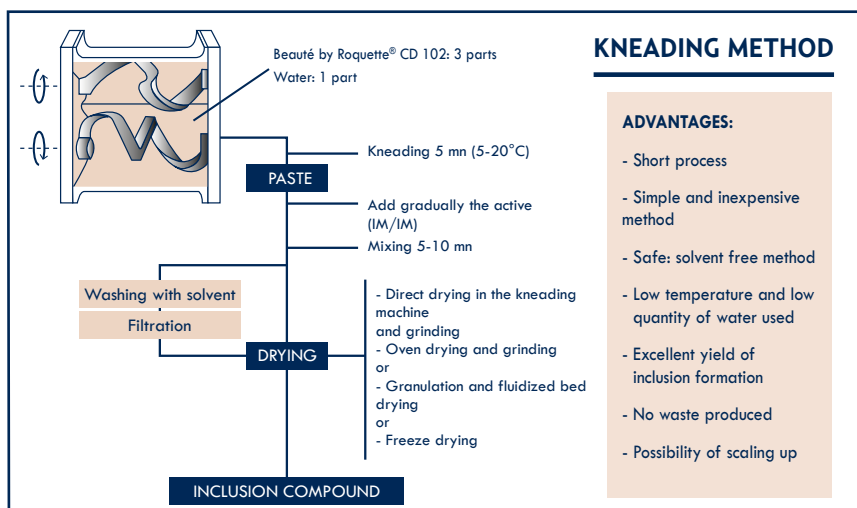 KNEADING METHOD
Beauté by Roquette® CD 102: 3 parts
Water: 1 part
Kneading 5 mn (5-20°C)
PASTE
Add gradually the active
(IM/IM)
Mixing 5-10 mn
Washing with solvent
Filtration
DRYING
- Direct drying in the kneading
machine
and grinding
- Oven drying and grinding
or
- Granulation and fluidized bed
drying
or
- Freeze drying
INCLUSION COMPOUND
ADVANTAGES:
- Short process
- Simple and inexpensive
method
- Safe: solvent free method
- Low temperature and low
quantity of water used
- Excellent yield of
inclusion formation
- No waste produced
- Possibility of scaling up